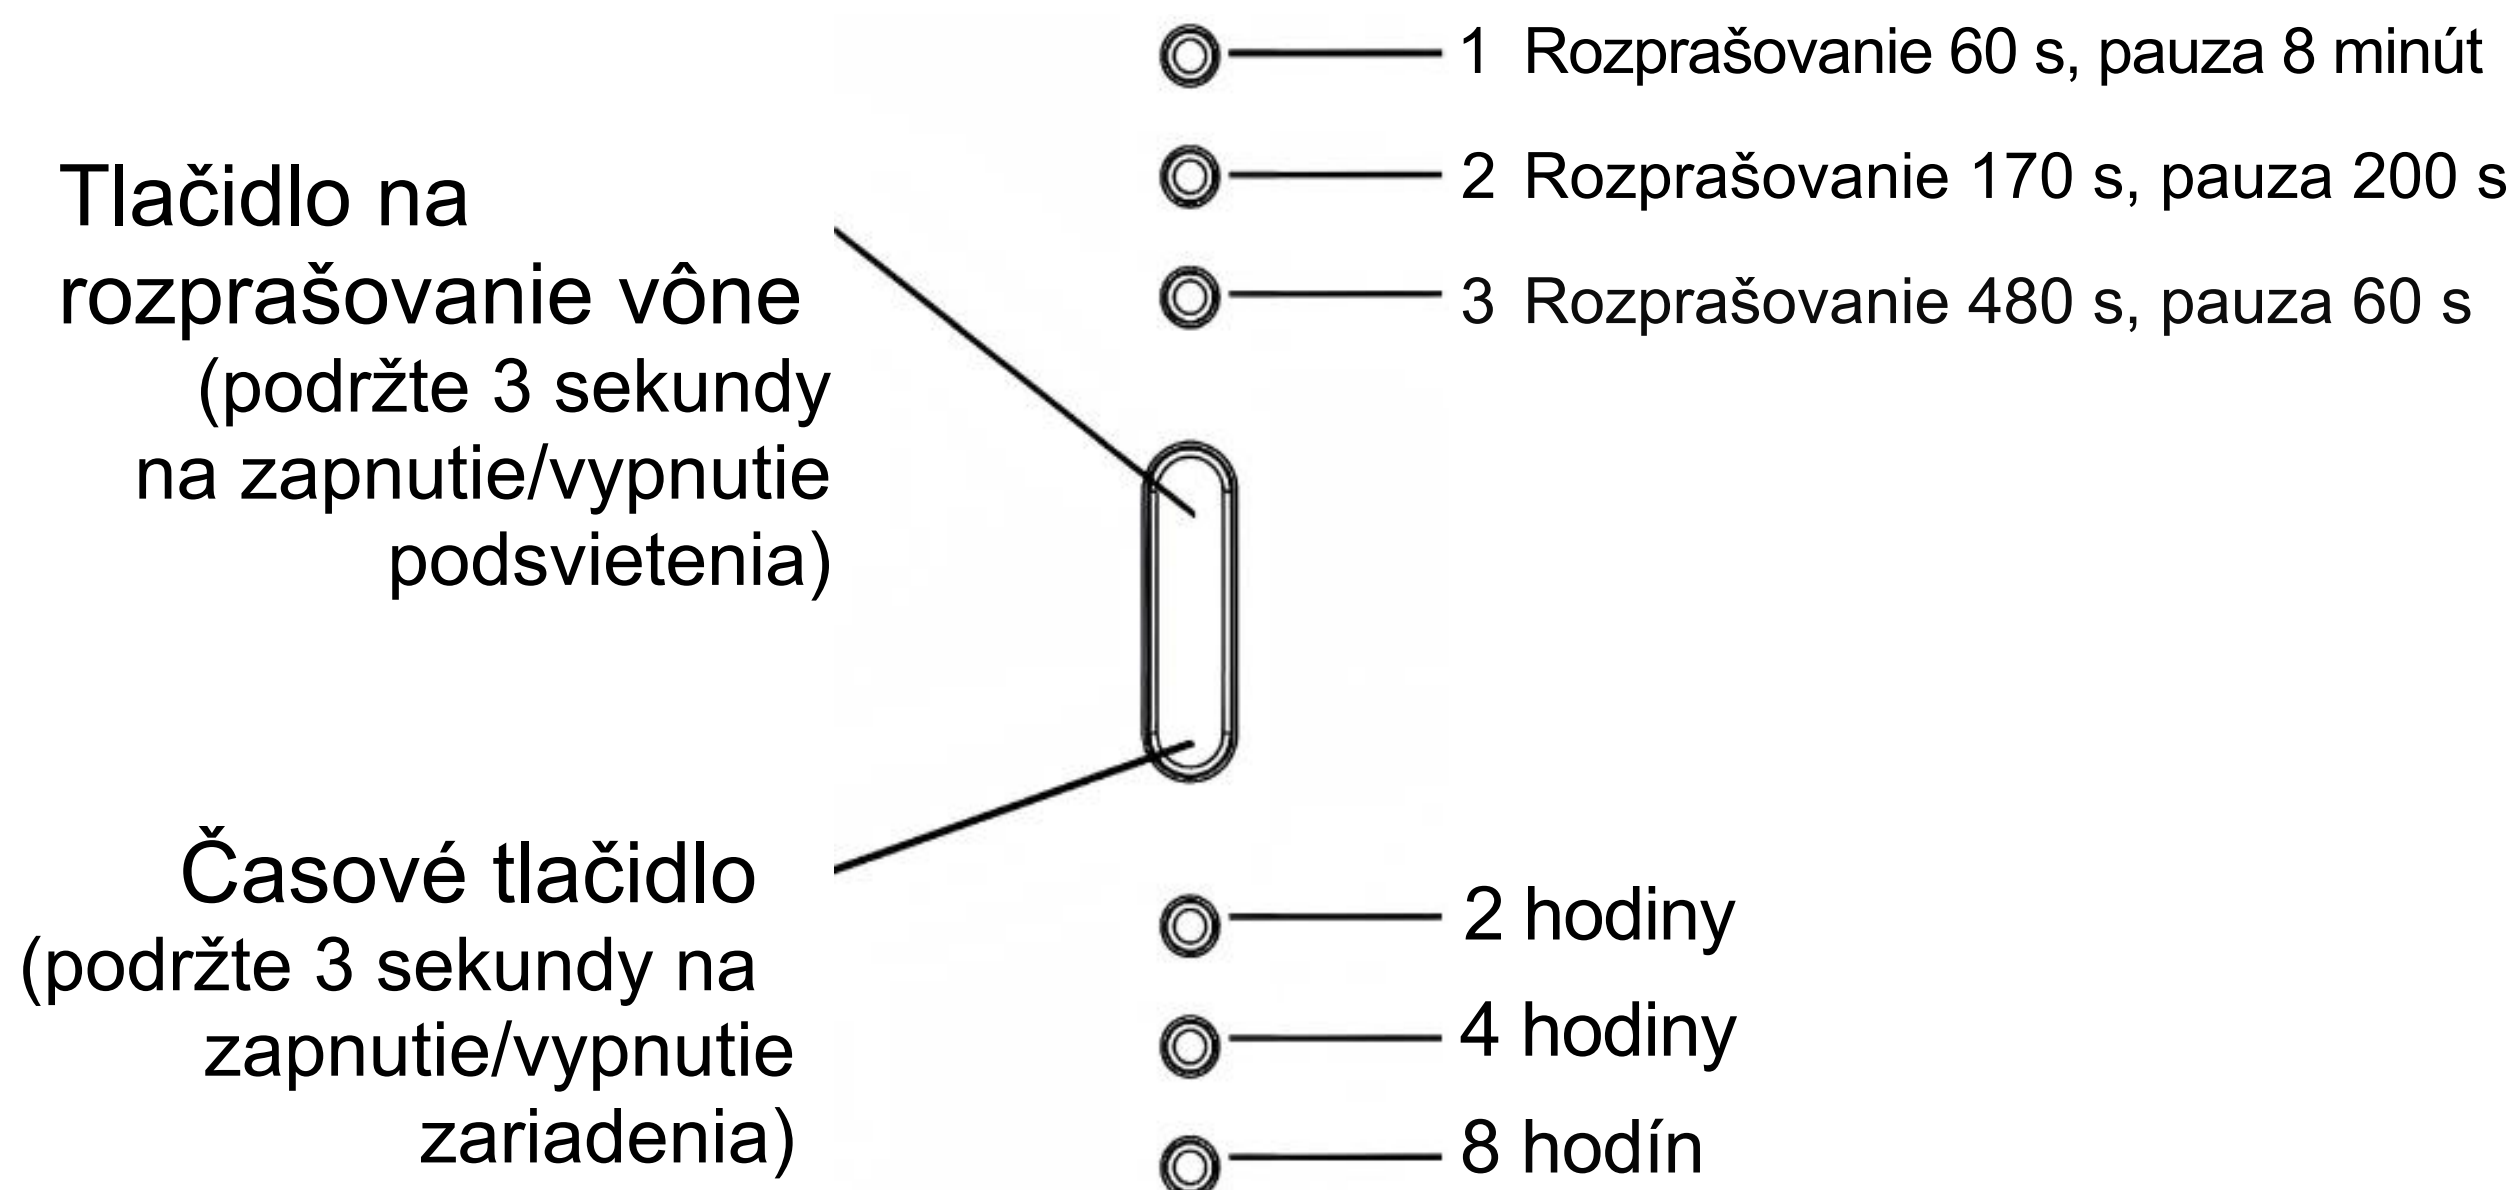 1 Rozprašovanie 60 s, pauza 8 minút
2 Rozprašovanie 170 s, pauza 200 s
3 Rozprašovanie 480 s, pauza 60 s
Tlačidlo na
rozprašovanie vône
(podržte 3 sekundy
na zapnutie/vypnutie
podsvietenia)
Časové tlačidlo
(podržte 3 sekundy na
zapnutie/vypnutie
zariadenia)
2 hodiny
4 hodiny
8 hodín